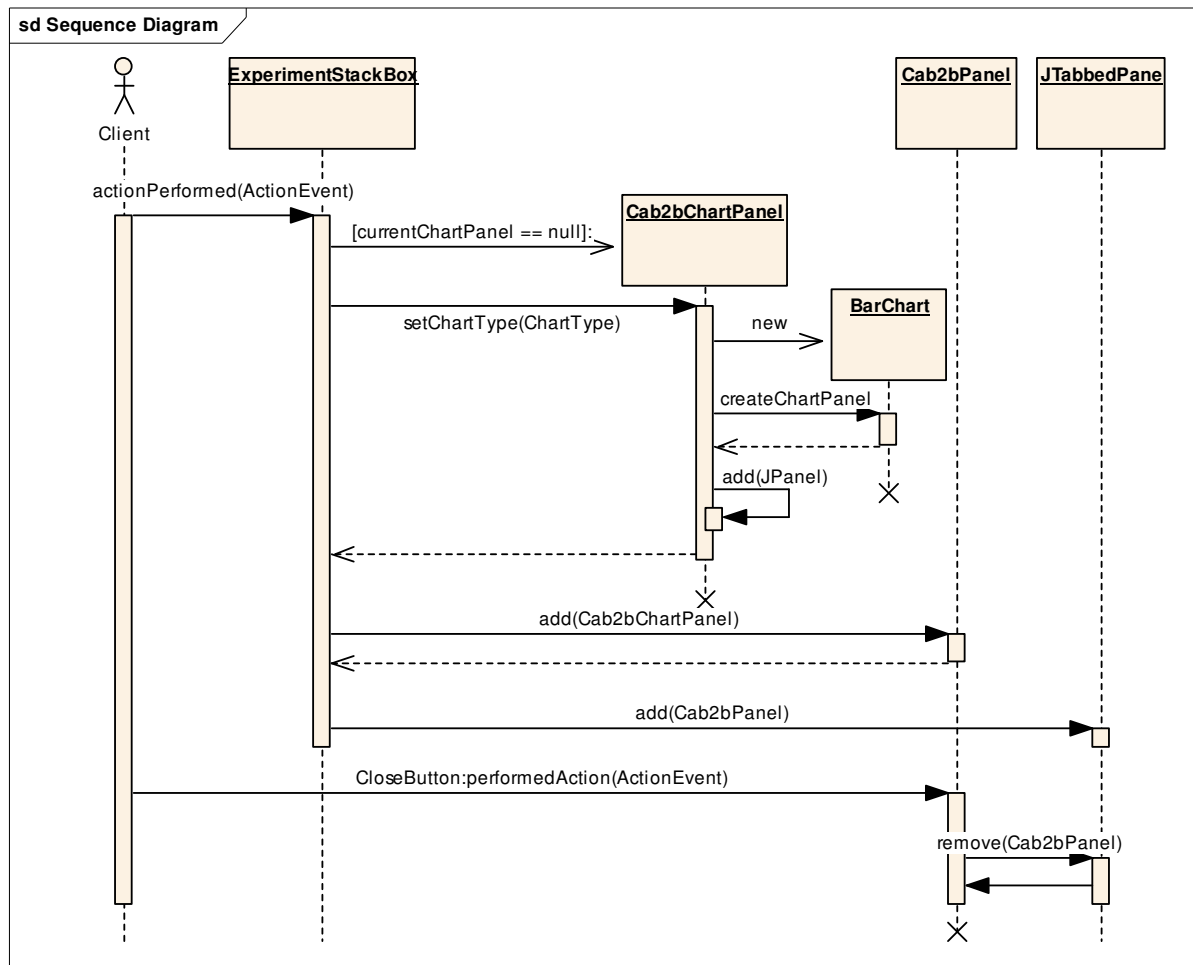 sd Sequence Diagram
ExperimentStackBox
Cab2bPanel
JTabbedPane
Client
actionPerformed(ActionEvent)
Cab2bChartPanel
[currentChartPanel == null]:
BarChart
setChartType(ChartType)
new
createChartPanel
add(JPanel)
add(Cab2bChartPanel)
add(Cab2bPanel)
CloseButton:performedAction(ActionEvent)
remove(Cab2bPanel)